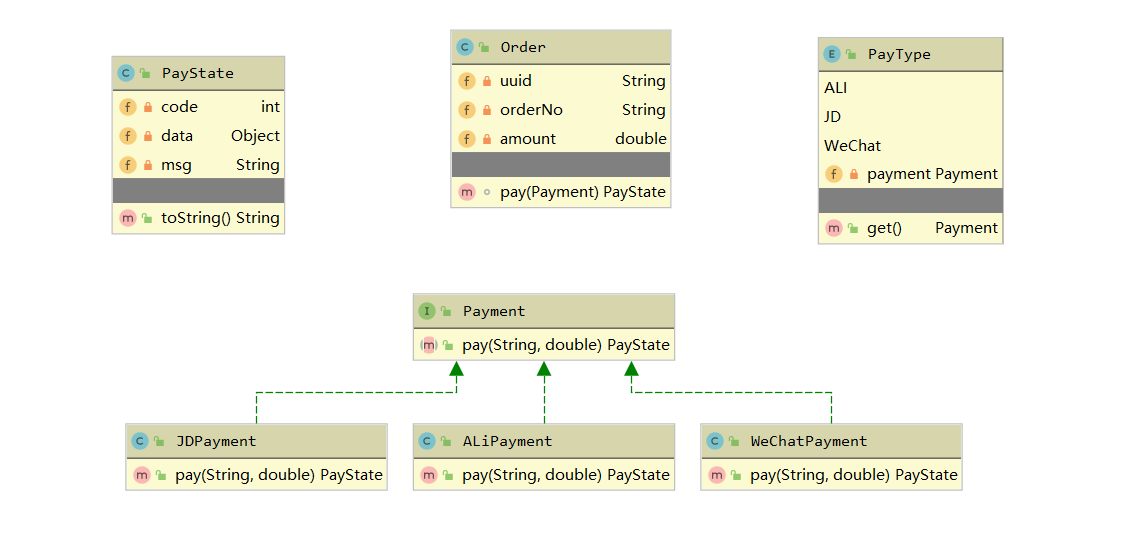 PayState
code int
data Object
msg String
toString() String
Order
uuid String
orderNo String
amount double
pay(Payment) PayState
PayType
ALI
JD
WeChat
payment Payment
get() Payment
Payment
pay(String, double) PayState
JDPayment
pay(String, double) PayState
ALiPayment
pay(String, double) PayState
WeChatPayment
pay(String, double) PayState